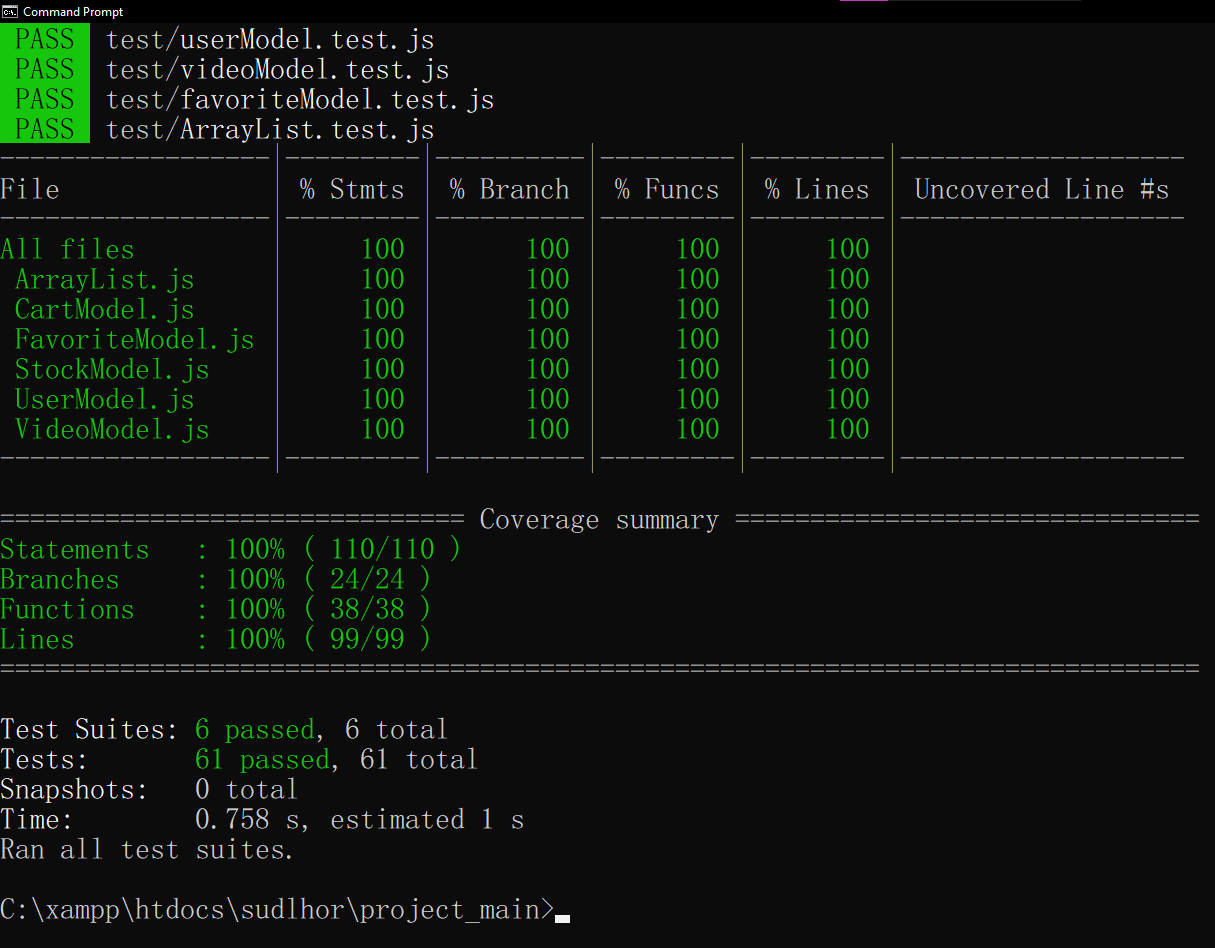 Command Prompt
PASS test/userModel.test.js
PASS test/videoModel.test.js
PASS test/favoriteModel.test.js
PASS test/ArrayList.test.js
------------------|---------|----------|---------|---------|-------------------
File | % Stmts | % Branch | % Funcs | % Lines | Uncovered Line #s
------------------|---------|----------|---------|---------|-------------------
All files | 100 | 100 | 100 | 100 |
ArrayList.js | 100 | 100 | 100 | 100 |
CartModel.js | 100 | 100 | 100 | 100 |
FavoriteModel.js | 100 | 100 | 100 | 100 |
StockModel.js | 100 | 100 | 100 | 100 |
UserModel.js | 100 | 100 | 100 | 100 |
VideoModel.js | 100 | 100 | 100 | 100 |
------------------|---------|----------|---------|---------|-------------------
=============================== Coverage summary ===============================
Statements : 100% ( 110/110 )
Branches : 100% ( 24/24 )
Functions : 100% ( 38/38 )
Lines : 100% ( 99/99 )
================================================================================
Test Suites: 6 passed, 6 total
Tests: 61 passed, 61 total
Snapshots: 0 total
Time: 0.758 s, estimated 1 s
Ran all test suites.
C:\xampp\htdocs\sudlhor\project_main>